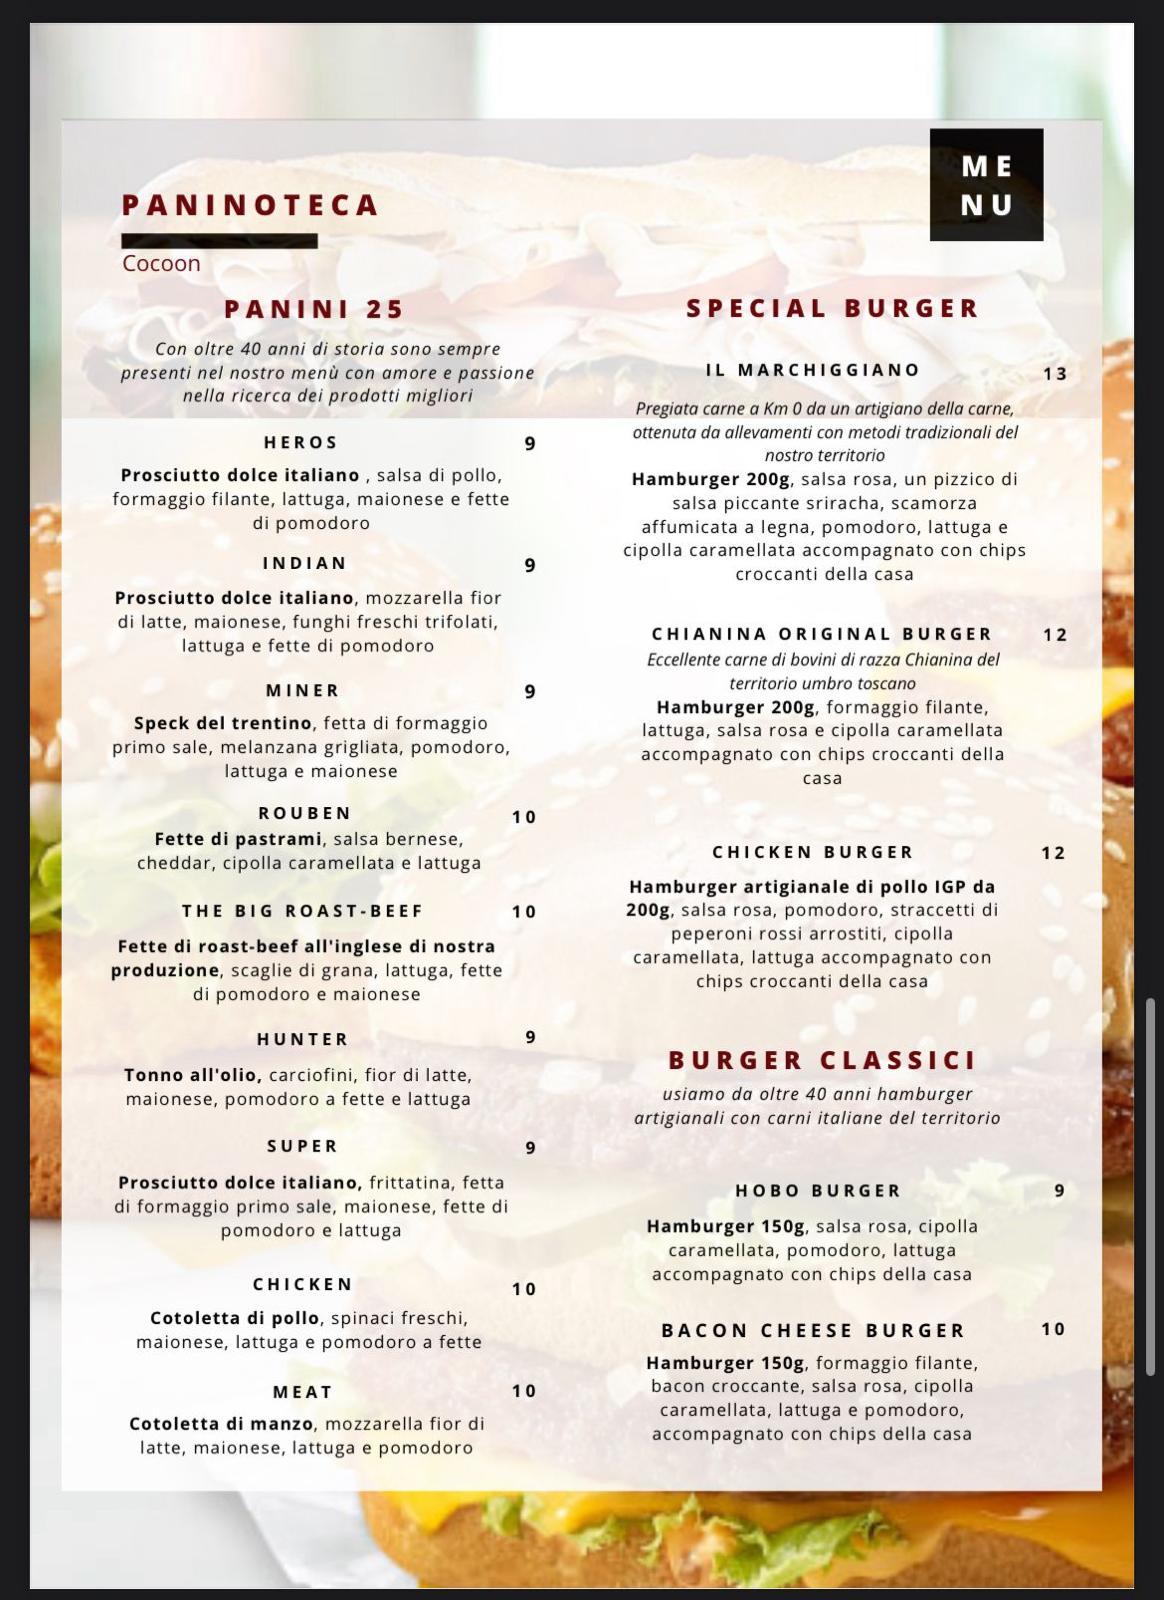 ME
NU
PANINOTECA
Cocoon
PANINI 25
Con oltre 40 anni di storia sono sempre
presenti nel nostro menù con amore e passione
nella ricerca dei prodotti migliori
HEROS 9
Prosciutto dolce italiano , salsa di pollo,
formaggio filante, lattuga, maionese e fette
di pomodoro
INDIAN 9
Prosciutto dolce italiano, mozzarella fior
di latte, maionese, funghi freschi trifolati,
lattuga e fette di pomodoro
MINER 9
Speck del trentino, fetta di formaggio
primo sale, melanzana grigliata, pomodoro,
lattuga e maionese
ROUBEN 10
Fette di pastrami, salsa bernese,
cheddar, cipolla caramellata e lattuga
THE BIG ROAST-BEEF 10
Fette di roast-beef all'inglese di nostra
produzione, scaglie di grana, lattuga, fette
di pomodoro e maionese
HUNTER 9
Tonno all'olio, carciofini, fior di latte,
maionese, pomodoro a fette e lattuga
SUPER 9
Prosciutto dolce italiano, frittatina, fetta
di formaggio primo sale, maionese, fette di
pomodoro e lattuga
CHICKEN 10
Cotoletta di pollo, spinaci freschi,
maionese, lattuga e pomodoro a fette
MEAT 10
Cotoletta di manzo, mozzarella fior di
latte, maionese, lattuga e pomodoro
SPECIAL BURGER
IL MARCHIGGIANO 13
Pregiata carne a Km 0 da un artigiano della carne,
ottenuta da allevamenti con metodi tradizionali del
nostro territorio
Hamburger 200g, salsa rosa, un pizzico di
salsa piccante sriracha, scamorza
affumicata a legna, pomodoro, lattuga e
cipolla caramellata accompagnato con chips
croccanti della casa
CHIANINA ORIGINAL BURGER 12
Eccellente carne di bovini di razza Chianina del
territorio umbro toscano
Hamburger 200g, formaggio filante,
lattuga, salsa rosa e cipolla caramellata
accompagnato con chips croccanti della
casa
CHICKEN BURGER 12
Hamburger artigianale di pollo IGP da
200g, salsa rosa, pomodoro, straccetti di
peperoni rossi arrostiti, cipolla
caramellata, lattuga accompagnato con
chips croccanti della casa
BURGER CLASSICI
usiamo da oltre 40 anni hamburger
artigianali con carni italiane del territorio
HOBO BURGER 9
Hamburger 150g, salsa rosa, cipolla
caramellata, pomodoro, lattuga
accompagnato con chips della casa
BACON CHEESE BURGER 10
Hamburger 150g, formaggio filante,
bacon croccante, salsa rosa, cipolla
caramellata, lattuga e pomodoro,
accompagnato con chips della casa